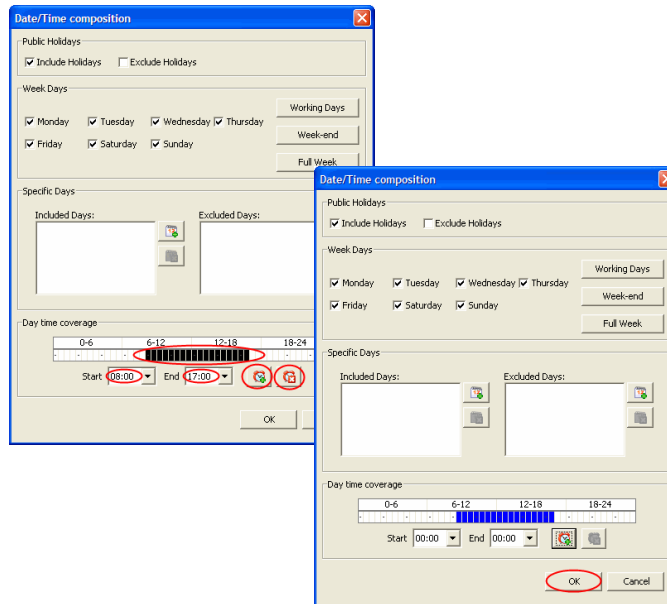 Date/Time composition
Public Holidays
Include Holidays Exclude Holidays
Week Days
Monday Tuesday Wednesday Thursday
Friday Saturday Sunday
Working Days
Week-end
Full Week
Specific Days
Included Days: Excluded Days:
Day time coverage
0-6 6-12 12-18 18-24
Start 08:00 End 17:00
OK
Date/Time composition
Public Holidays
Include Holidays Exclude Holidays
Week Days
Monday Tuesday Wednesday Thursday
Friday Saturday Sunday
Working Days
Week-end
Full Week
Specific Days
Included Days: Excluded Days:
Day time coverage
0-6 6-12 12-18 18-24
Start 00:00 End 00:00
OK Cancel